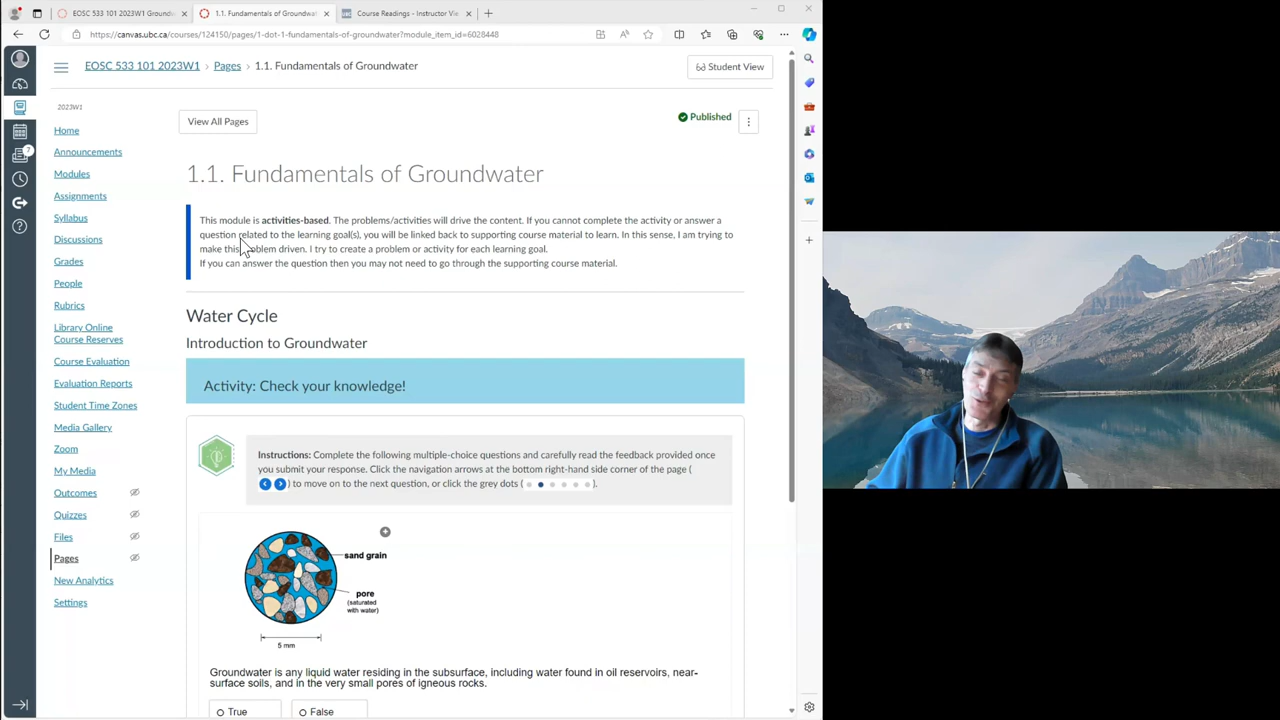 EOSC 533 101 2023W1 Groundw
1.1. Fundamentals of Groundwat
Course Readings - Instructor Vie
https://canvas.ubc.ca/courses/124150/pages/1-dot-1-fundamentals-of-groundwater?module_item_id=6028448
EOSC 533 101 2023W1 > Pages > 1.1. Fundamentals of Groundwater
Student View
2023W1
Home
Announcements
Modules
Assignments
Syllabus
Discussions
Grades
People
Rubrics
Library Online
Course Reserves
Course Evaluation
Evaluation Reports
Student Time Zones
Media Gallery
Zoom
My Media
Outcomes
Quizzes
Files
Pages
New Analytics
Settings
7
View All Pages
Published
1.1. Fundamentals of Groundwater
This module is activities-based. The problems/activities will drive the content. If you cannot complete the activity or answer a
question related to the learning goal(s), you will be linked back to supporting course material to learn. In this sense, I am trying to
make this problem driven. I try to create a problem or activity for each learning goal.
If you can answer the question then you may not need to go through the supporting course material.
Water Cycle
Introduction to Groundwater
Activity: Check your knowledge!
Instructions: Complete the following multiple-choice questions and carefully read the feedback provided once
you submit your response. Click the navigation arrows at the bottom right-hand side corner of the page (
) to move on to the next question, or click the grey dots ( ).
sand grain
pore
(saturated
with water)
5 mm
Groundwater is any liquid water residing in the subsurface, including water found in oil reservoirs, near-
surface soils, and in the very small pores of igneous rocks.
True
False